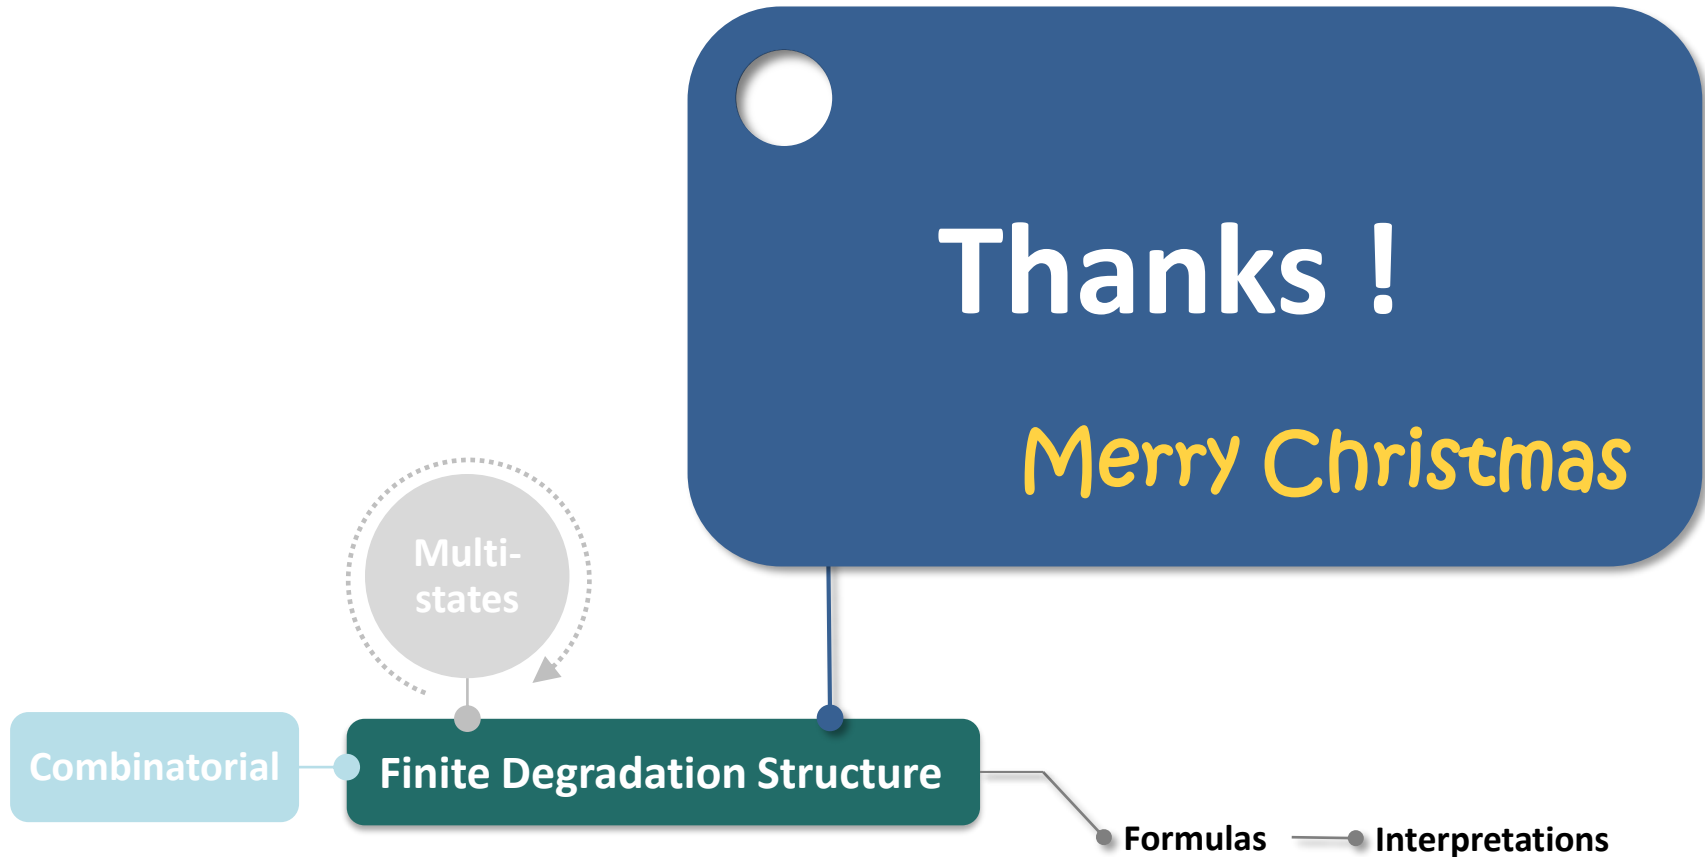 Thanks !
Merry Christmas
Multi-
states
Combinatorial
Finite Degradation Structure
Formulas
Interpretations